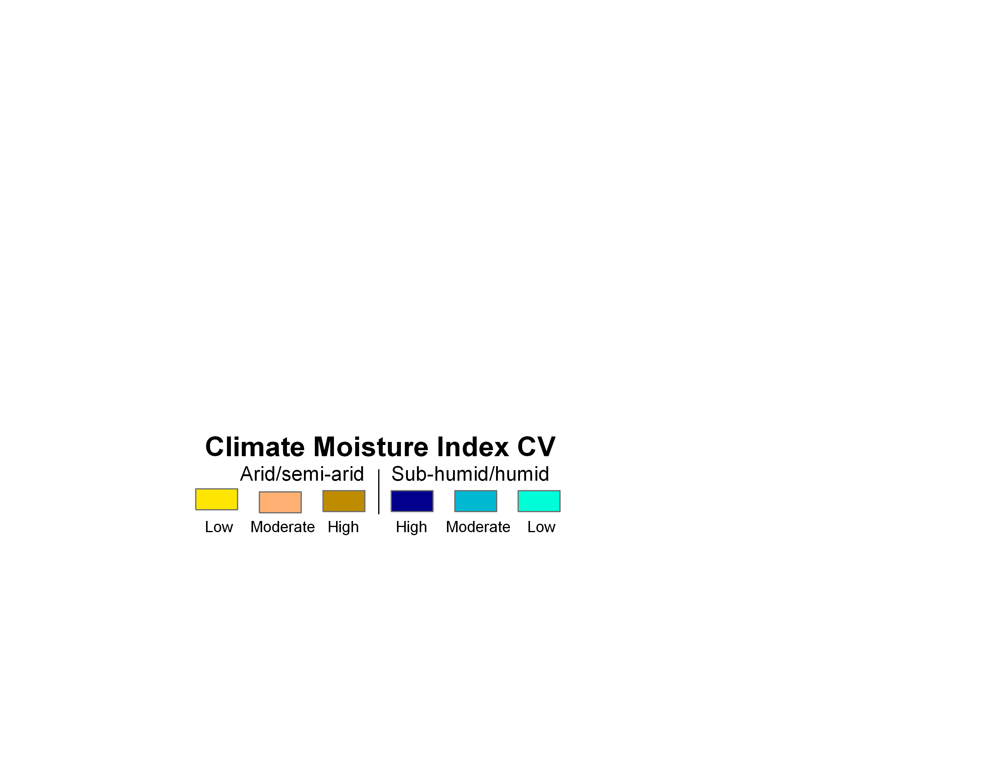 Climate Moisture Index CV
Arid/semi-arid Sub-humid/humid
Low Moderate High High Moderate Low